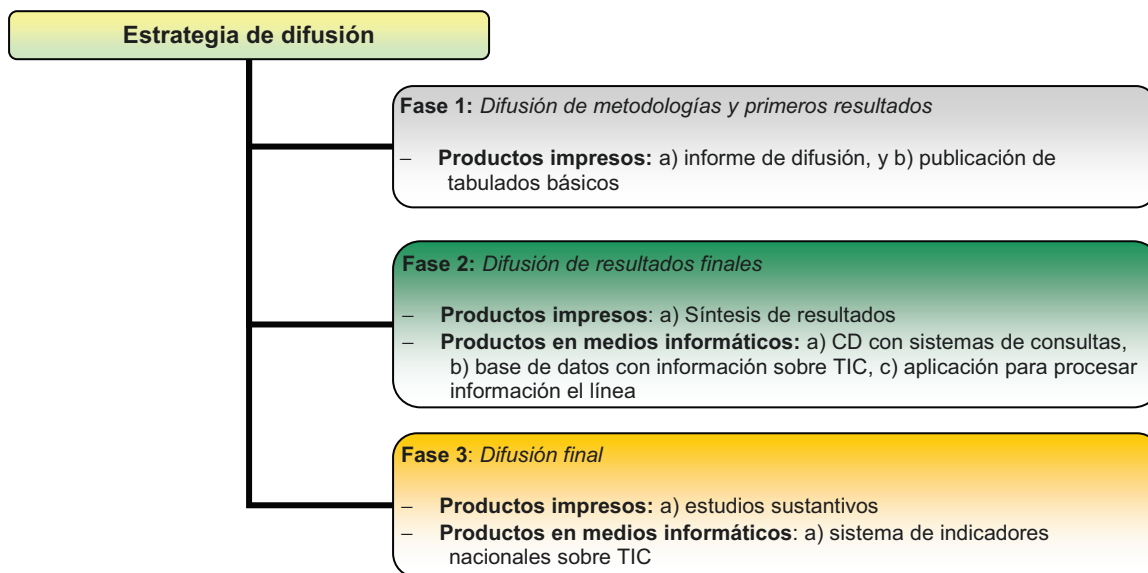 Estrategia de difusión
Fase 1: Difusión de metodologías y primeros resultados
– Productos impresos: a) informe de difusión, y b) publicación de
tabulados básicos
Fase 2: Difusión de resultados finales
– Productos impresos: a) Síntesis de resultados
– Productos en medios informáticos: a) CD con sistemas de consultas,
b) base de datos con información sobre TIC, c) aplicación para procesar
información el línea
Fase 3: Difusión final
– Productos impresos: a) estudios sustantivos
– Productos en medios informáticos: a) sistema de indicadores
nacionales sobre TIC